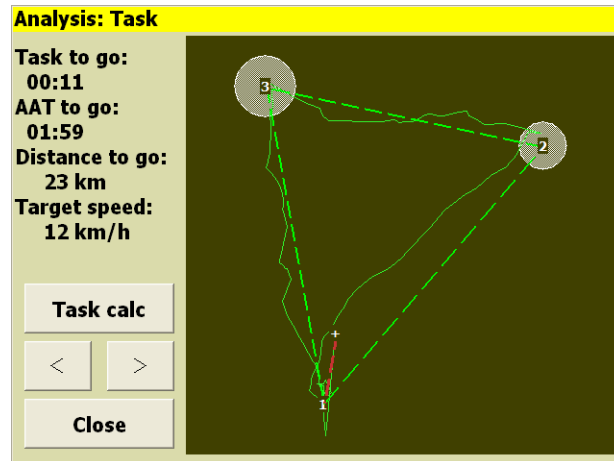 Analysis: Task
Task to go:
00:11
AAT to go:
01:59
Distance to go:
23 km
Target speed:
12 km/h
Task calc
< >
Close
3
2
1